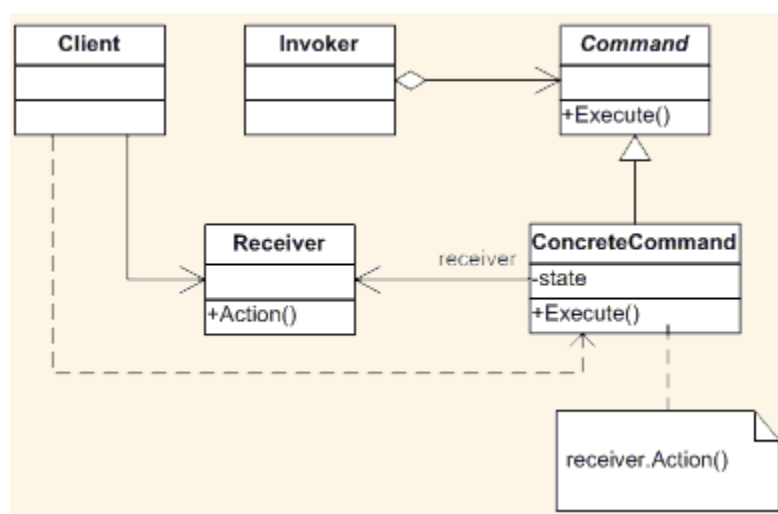 Client
Invoker
Command
+Execute()
Receiver
+Action()
receiver
ConcreteCommand
-state
+Execute()
receiver.Action()